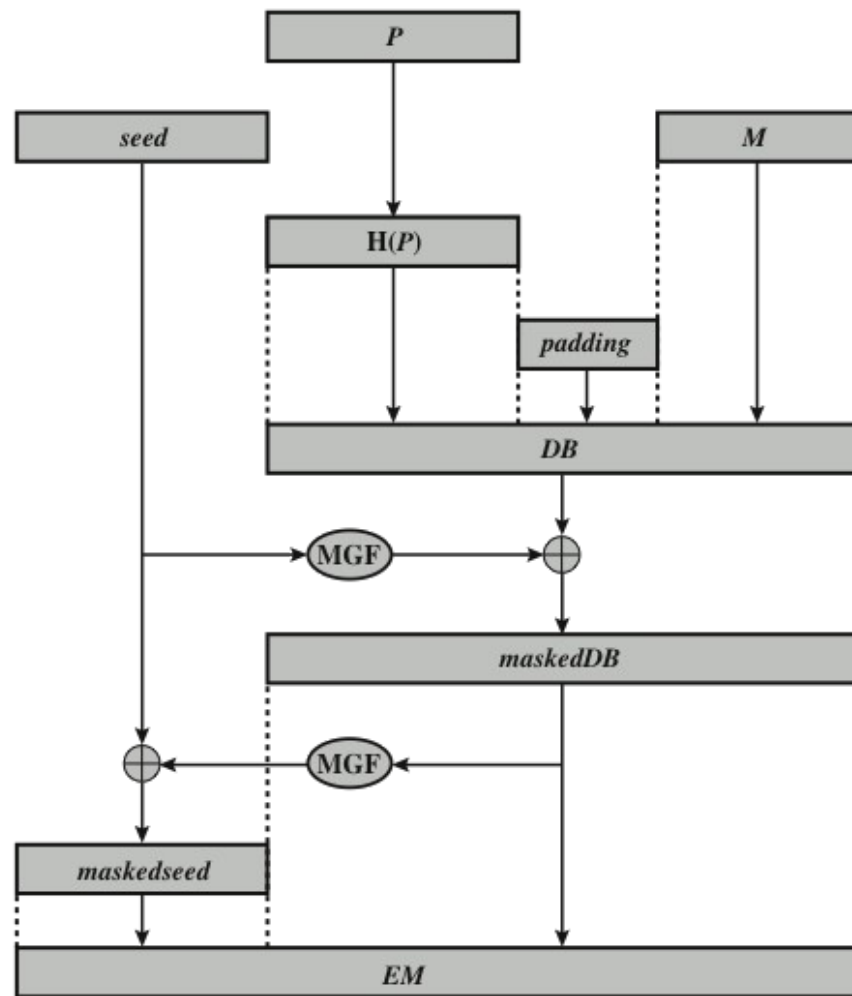 P
seed
M
H(P)
padding
DB
MGF
maskedDB
MGF
maskedseed
EM